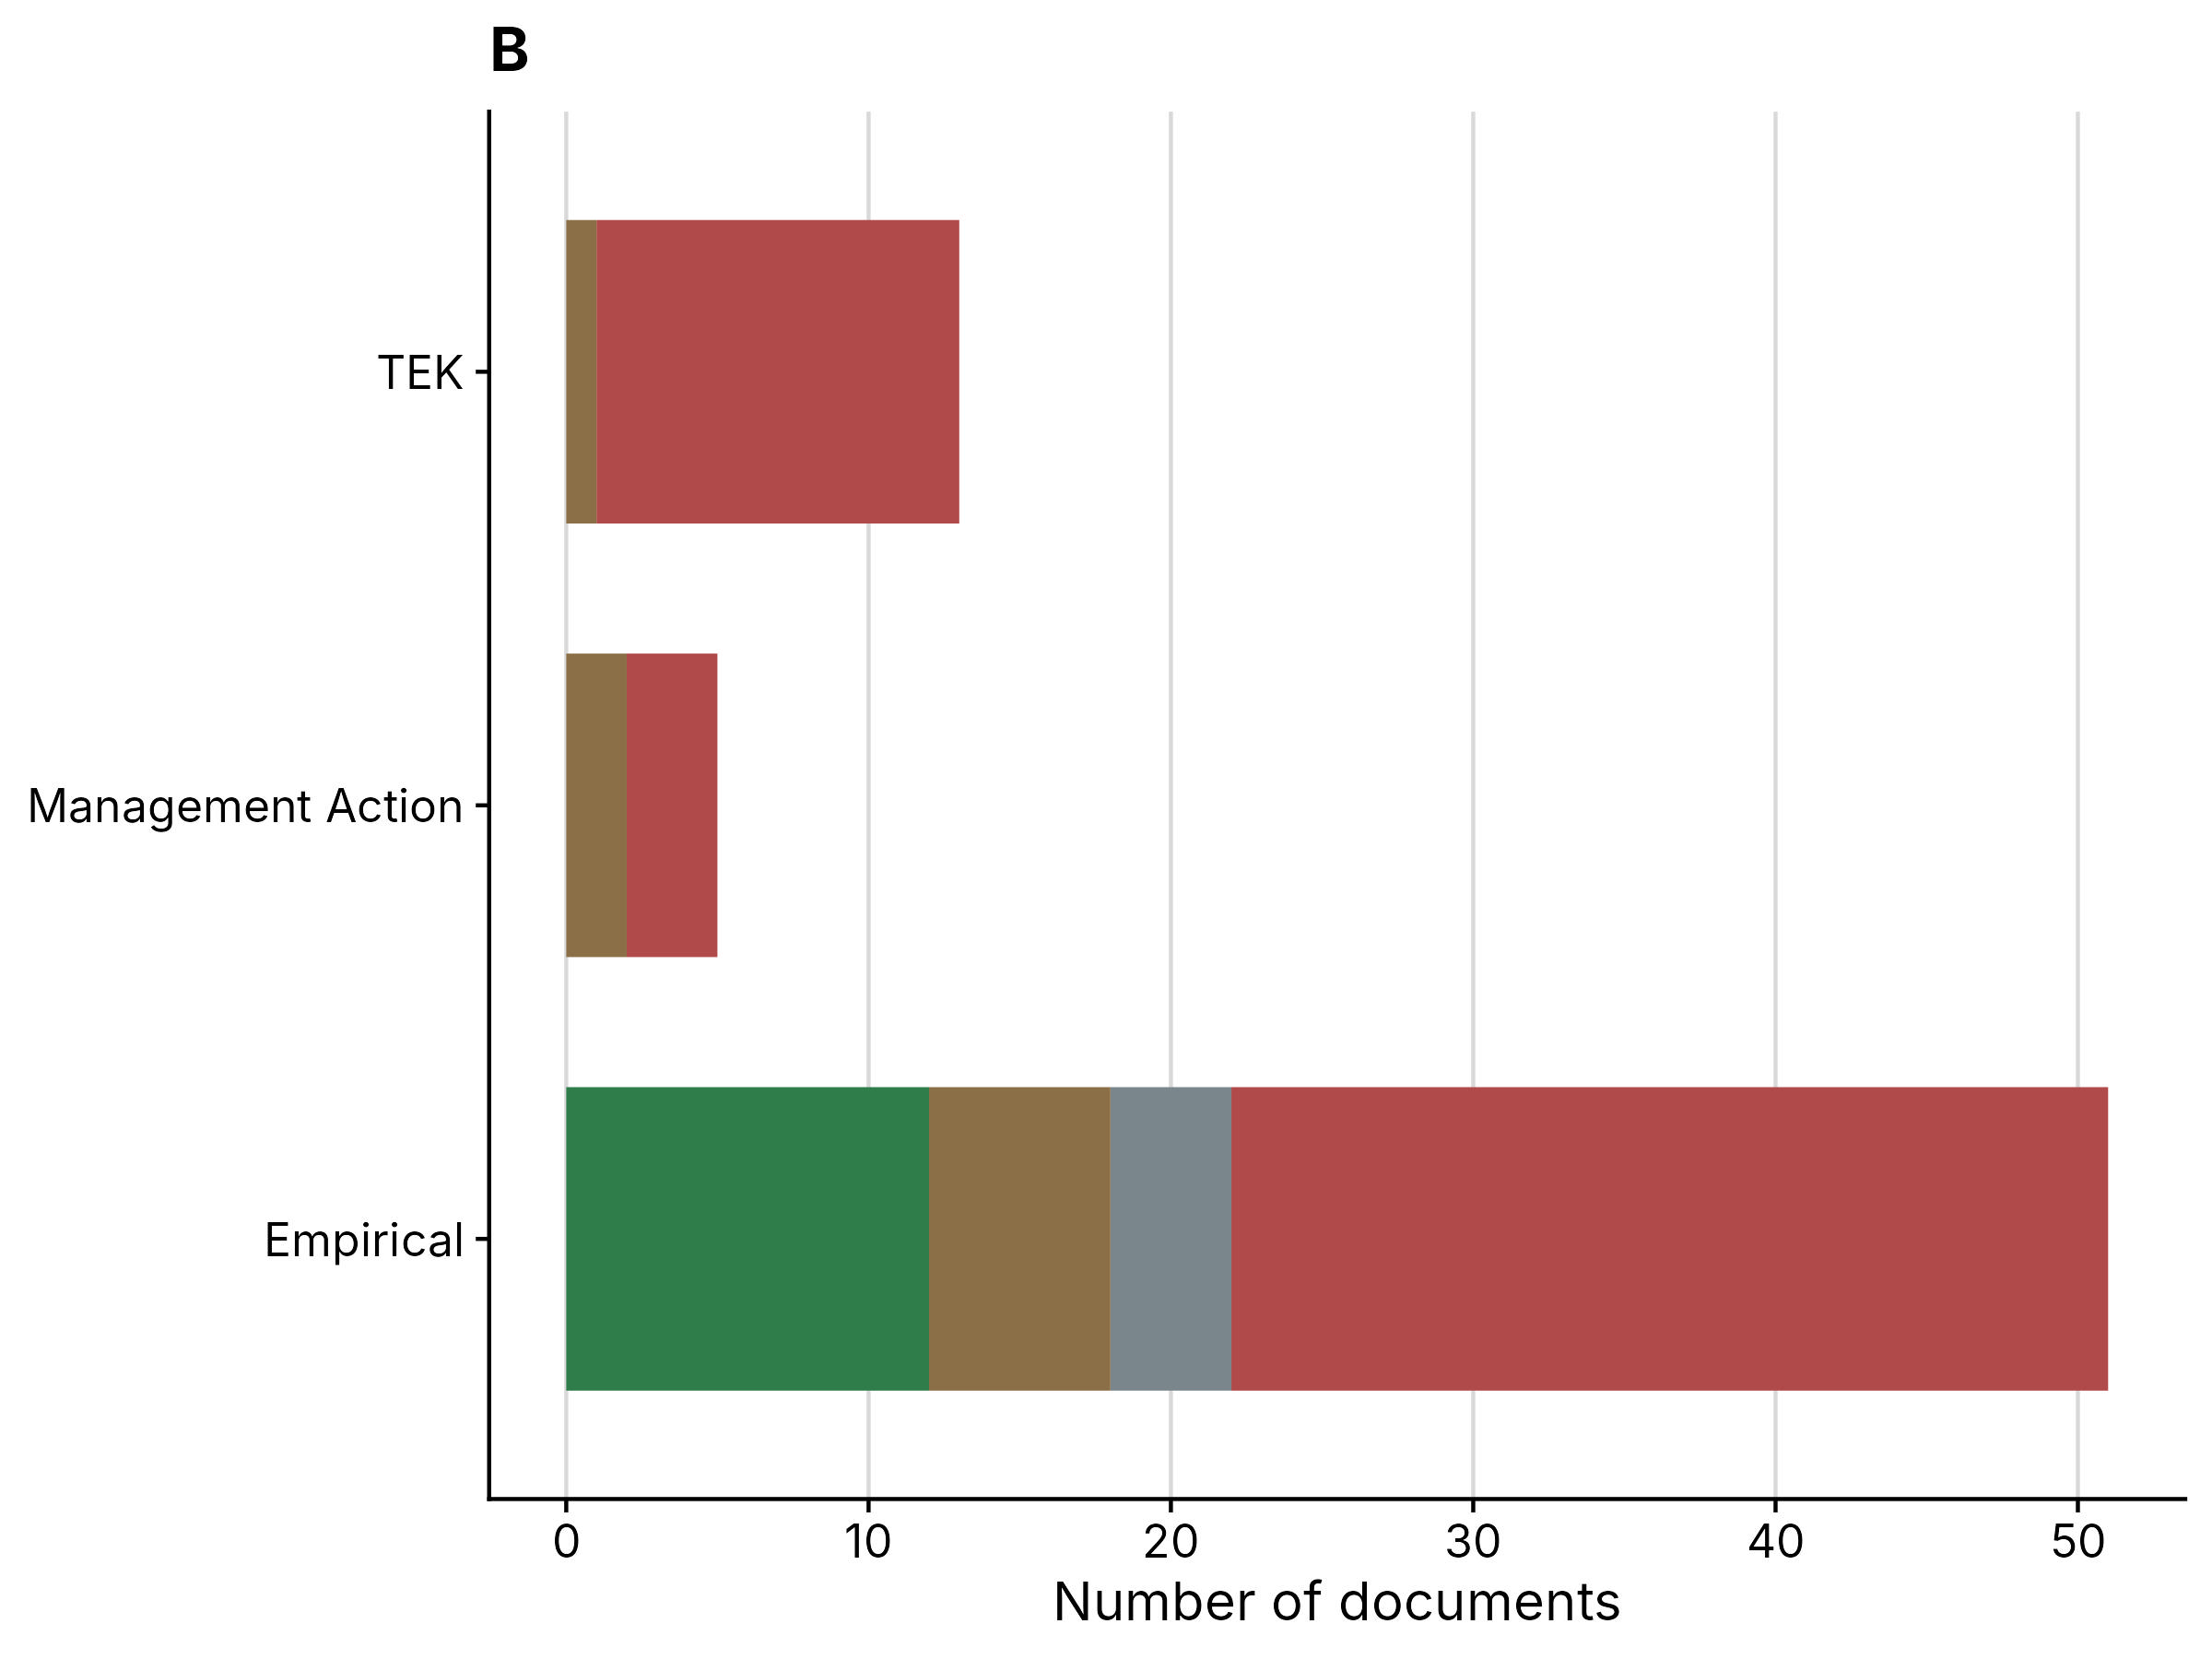 B
TEK
Management Action
Empirical
0 10 20 30 40 50
Number of documents